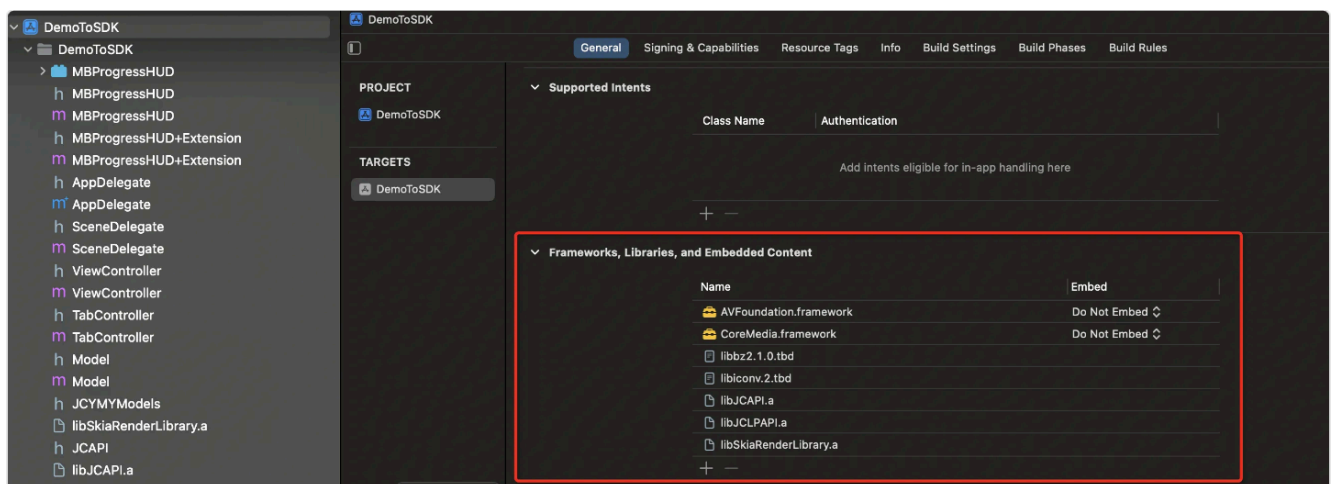 DemoToSDK
DemoToSDK
MBProgressHUD
MBProgressHUD
MBProgressHUD
MBProgressHUD+Extension
MBProgressHUD+Extension
AppDelegate
AppDelegate
SceneDelegate
SceneDelegate
ViewController
ViewController
TabController
TabController
Model
Model
JCYMYModels
libSkiaRenderLibrary.a
JCAPI
libJCAPI.a
DemoToSDK
General Signing & Capabilities Resource Tags Info Build Settings Build Phases Build Rules
PROJECT
DemoToSDK
TARGETS
DemoToSDK
Supported Intents
Class Name Authentication
Add intents eligible for in-app handling here
Frameworks, Libraries, and Embedded Content
Name Embed
AVFoundation.framework Do Not Embed
CoreMedia.framework Do Not Embed
libbz2.1.0.tbd
libiconv.2.tbd
libJCAPI.a
libJCLPAPI.a
libSkiaRenderLibrary.a